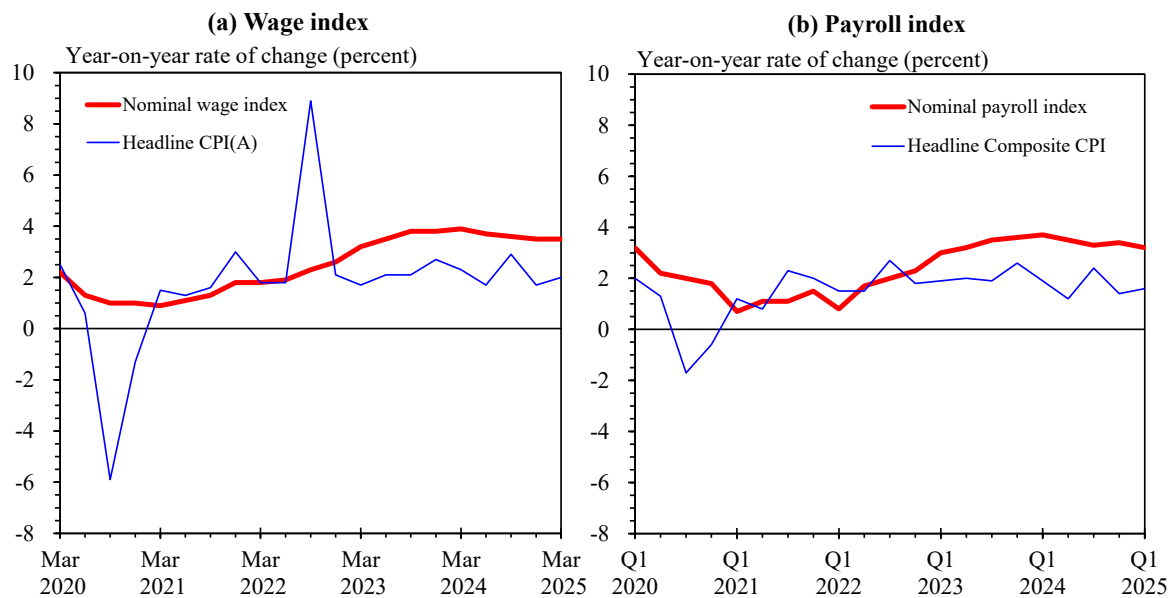 (a) Wage index
Year-on-year rate of change (percent)
10
8
6
4
2
0
-2
-4
-6
-8
Nominal wage index
Headline CPI(A)
Mar 2020
Mar 2021
Mar 2022
Mar 2023
Mar 2024
Mar 2025
(b) Payroll index
Year-on-year rate of change (percent)
10
8
6
4
2
0
-2
-4
-6
-8
Nominal payroll index
Headline Composite CPI
Q1 2020
Q1 2021
Q1 2022
Q1 2023
Q1 2024
Q1 2025